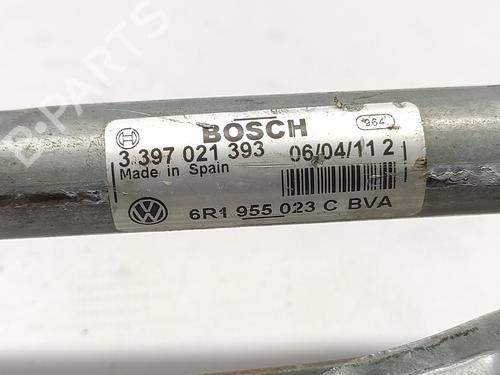 BOSCH
964
3 397 021 393 06/04/11 2
Made in Spain
6R1 955 023 C BVA
B-PARTS